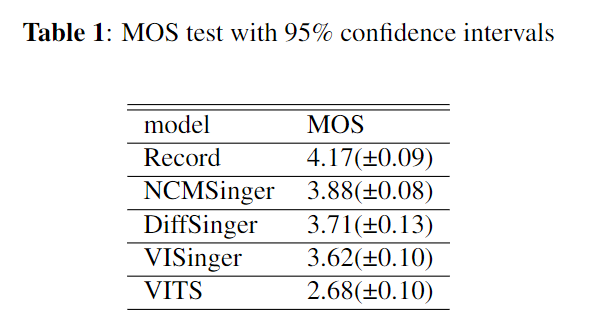 Table 1: MOS test with 95% confidence intervals
model MOS
Record 4.17(±0.09)
NCMSinger 3.88(±0.08)
DiffSinger 3.71(±0.13)
VISinger 3.62(±0.10)
VITS 2.68(±0.10)